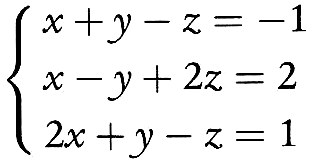 x + y − z = −1
x − y + 2z = 2
2x + y − z = 1